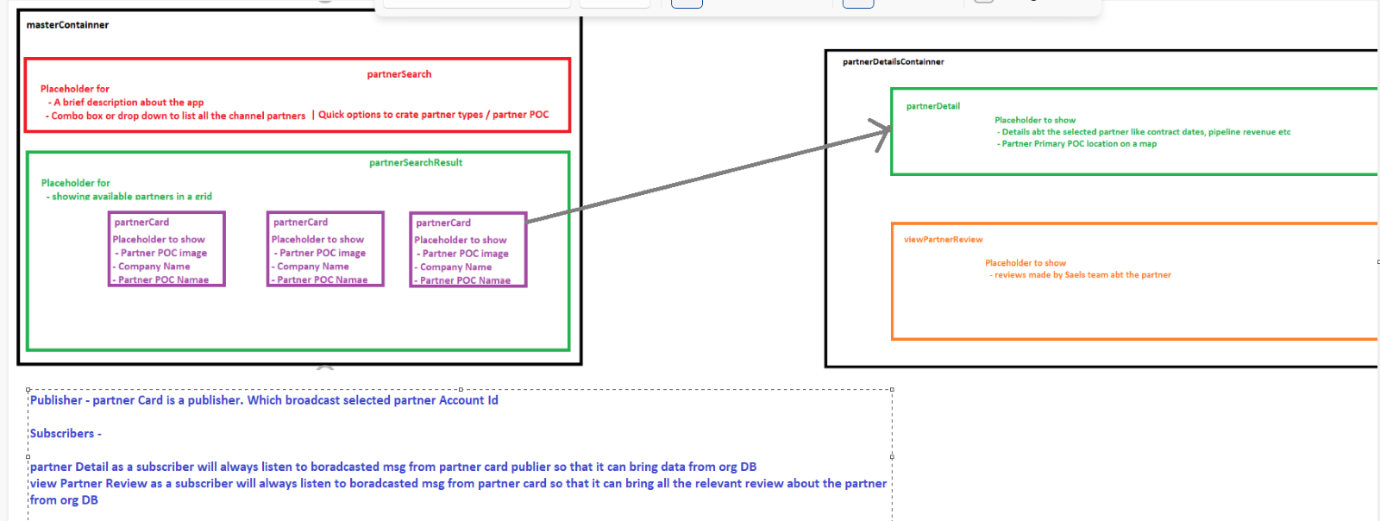 masterContainner
partnerSearch
Placeholder for
- A brief description about the app
- Combo box or drop down to list all the channel partners | Quick options to crate partner types / partner POC
partnerSearchResult
Placeholder for
- showing available partners in a grid
partnerCard
Placeholder to show
- Partner POC image
- Company Name
- Partner POC Namae
partnerCard
Placeholder to show
- Partner POC image
- Company Name
- Partner POC Namae
partnerCard
Placeholder to show
- Partner POC image
- Company Name
- Partner POC Namae
partnerDetailsContainner
partnerDetail
Placeholder to show
- Details abt the selected partner like contract dates, pipeline revenue etc
- Partner Primary POC location on a map
viewPartnerReview
Placeholder to show
- reviews made by Saels team abt the partner
Publisher - partner Card is a publisher. Which broadcast selected partner Account Id
Subscribers -
partner Detail as a subscriber will always listen to boradcasted msg from partner card publier so that it can bring data from org DB
view Partner Review as a subscriber will always listen to boradcasted msg from partner card so that it can bring all the relevant review about the partner
from org DB